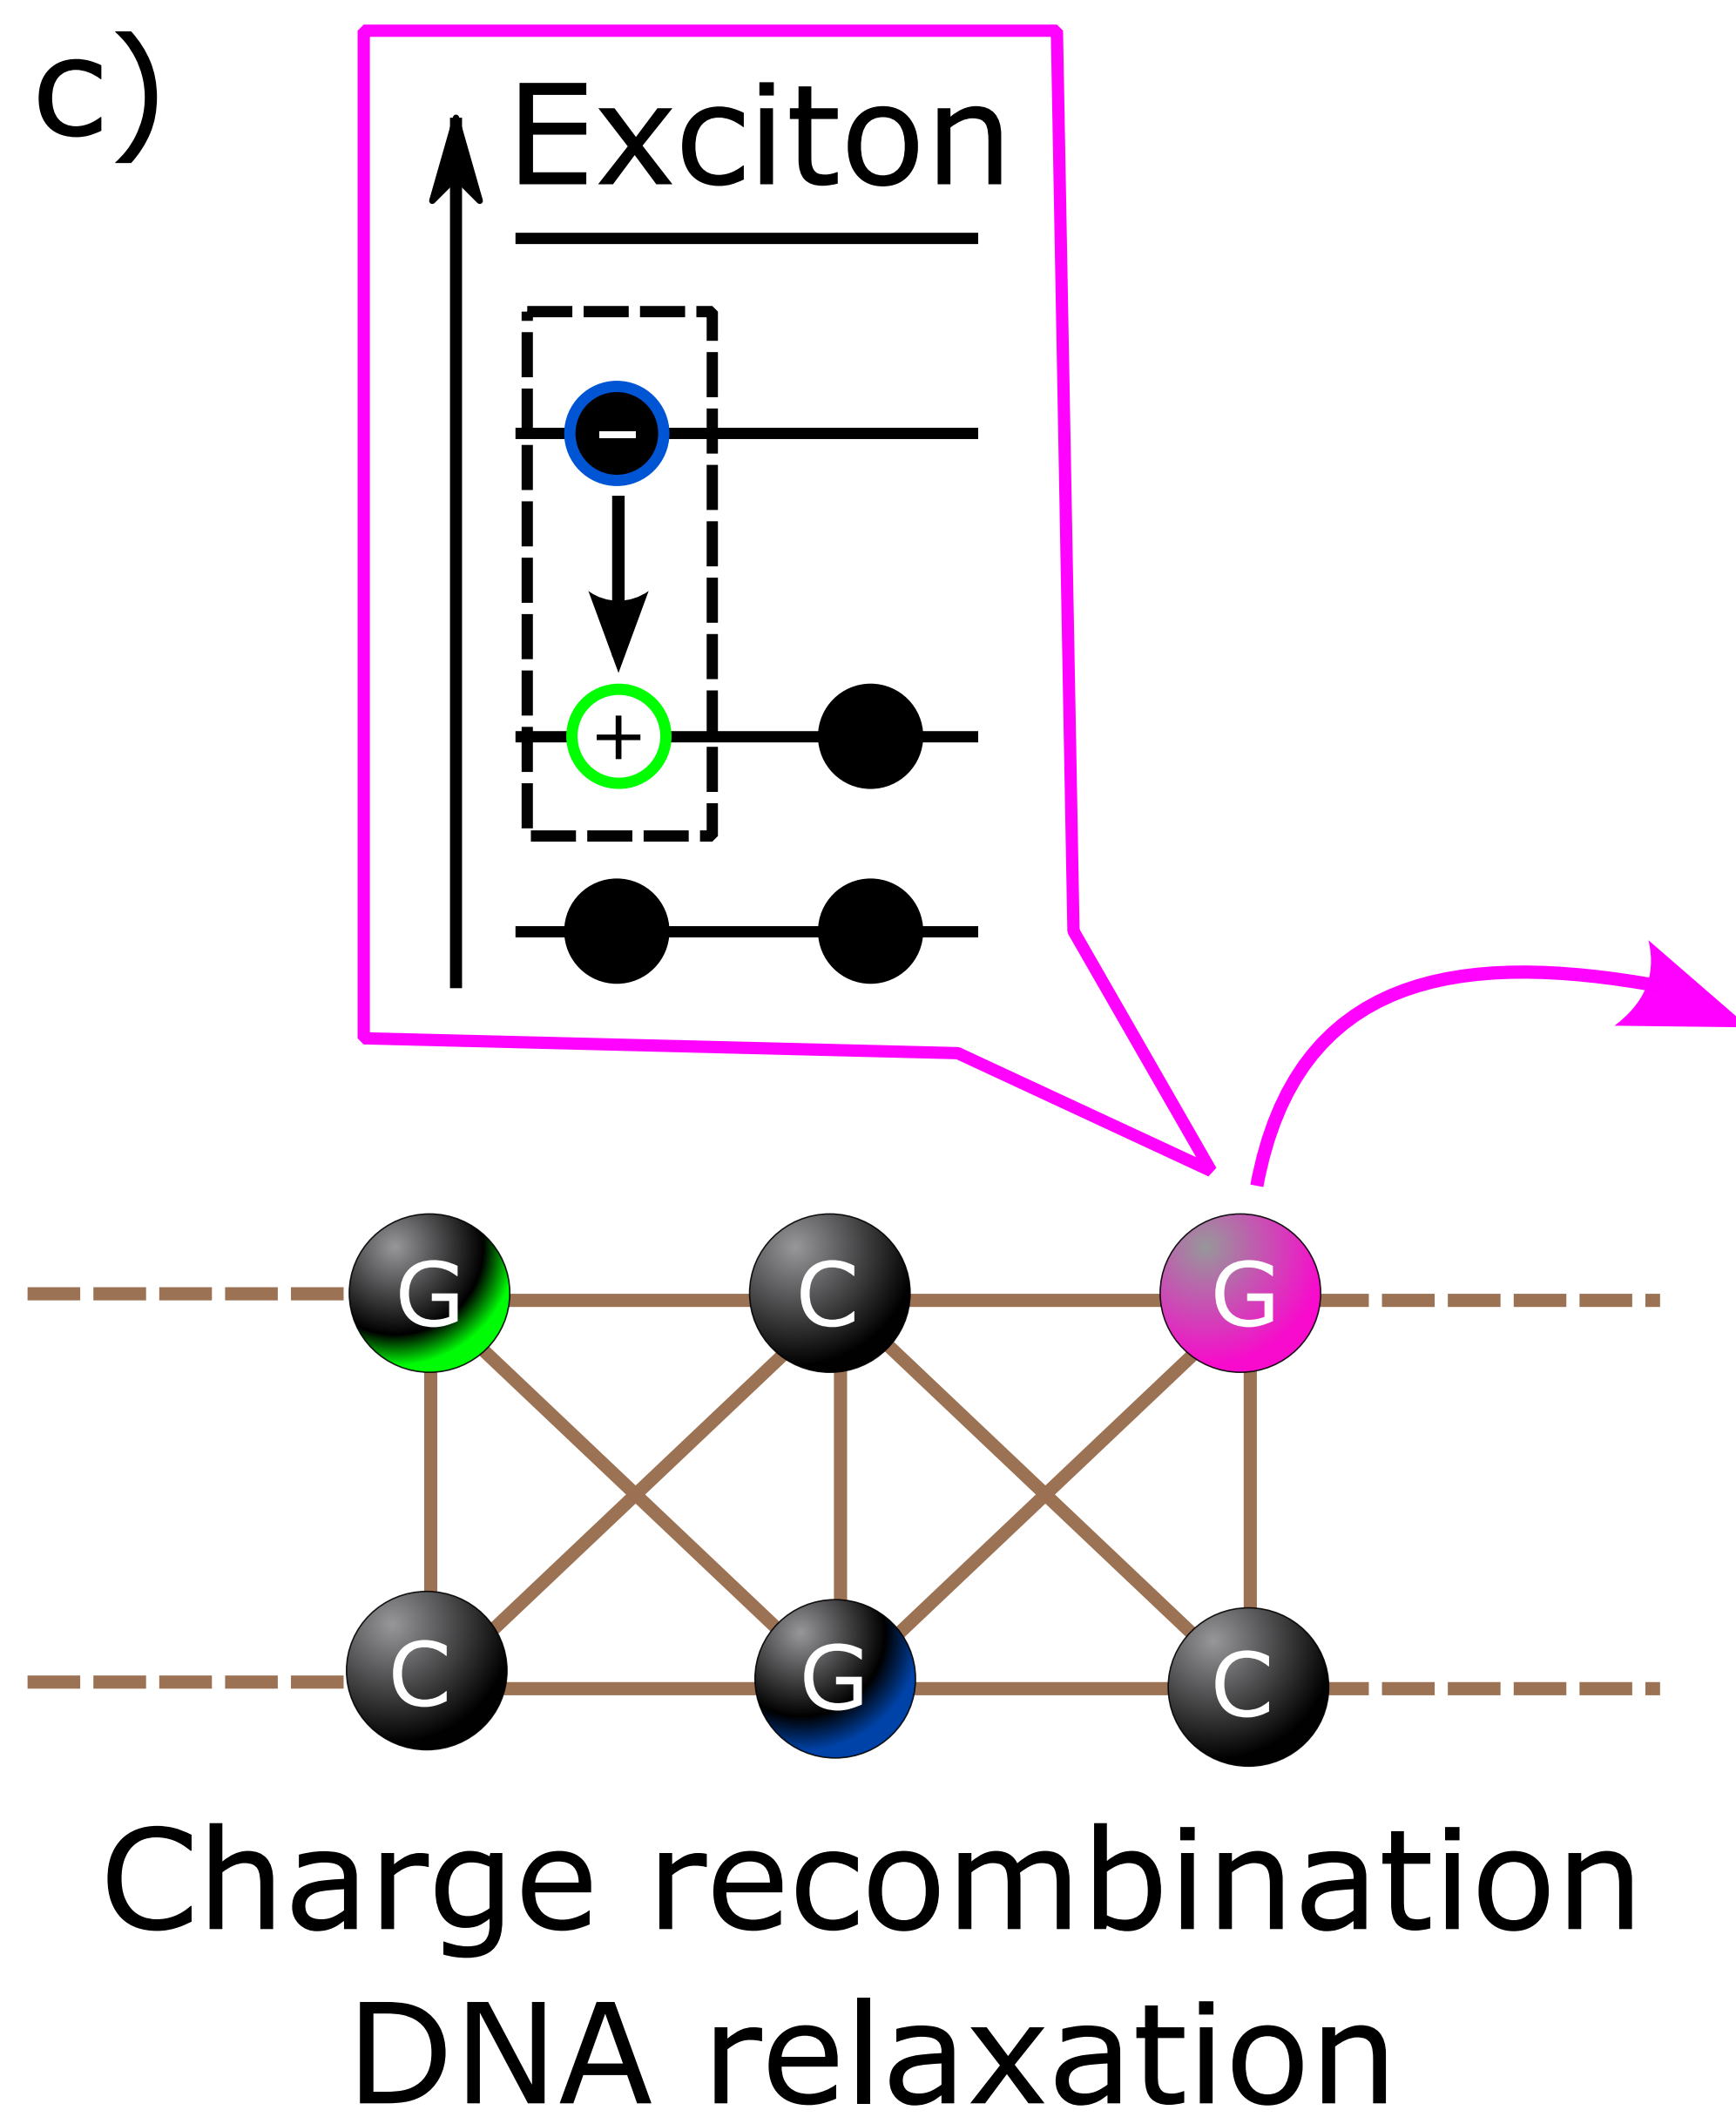 c)
Exciton
−
+
G C G
C G C
Charge recombination
DNA relaxation